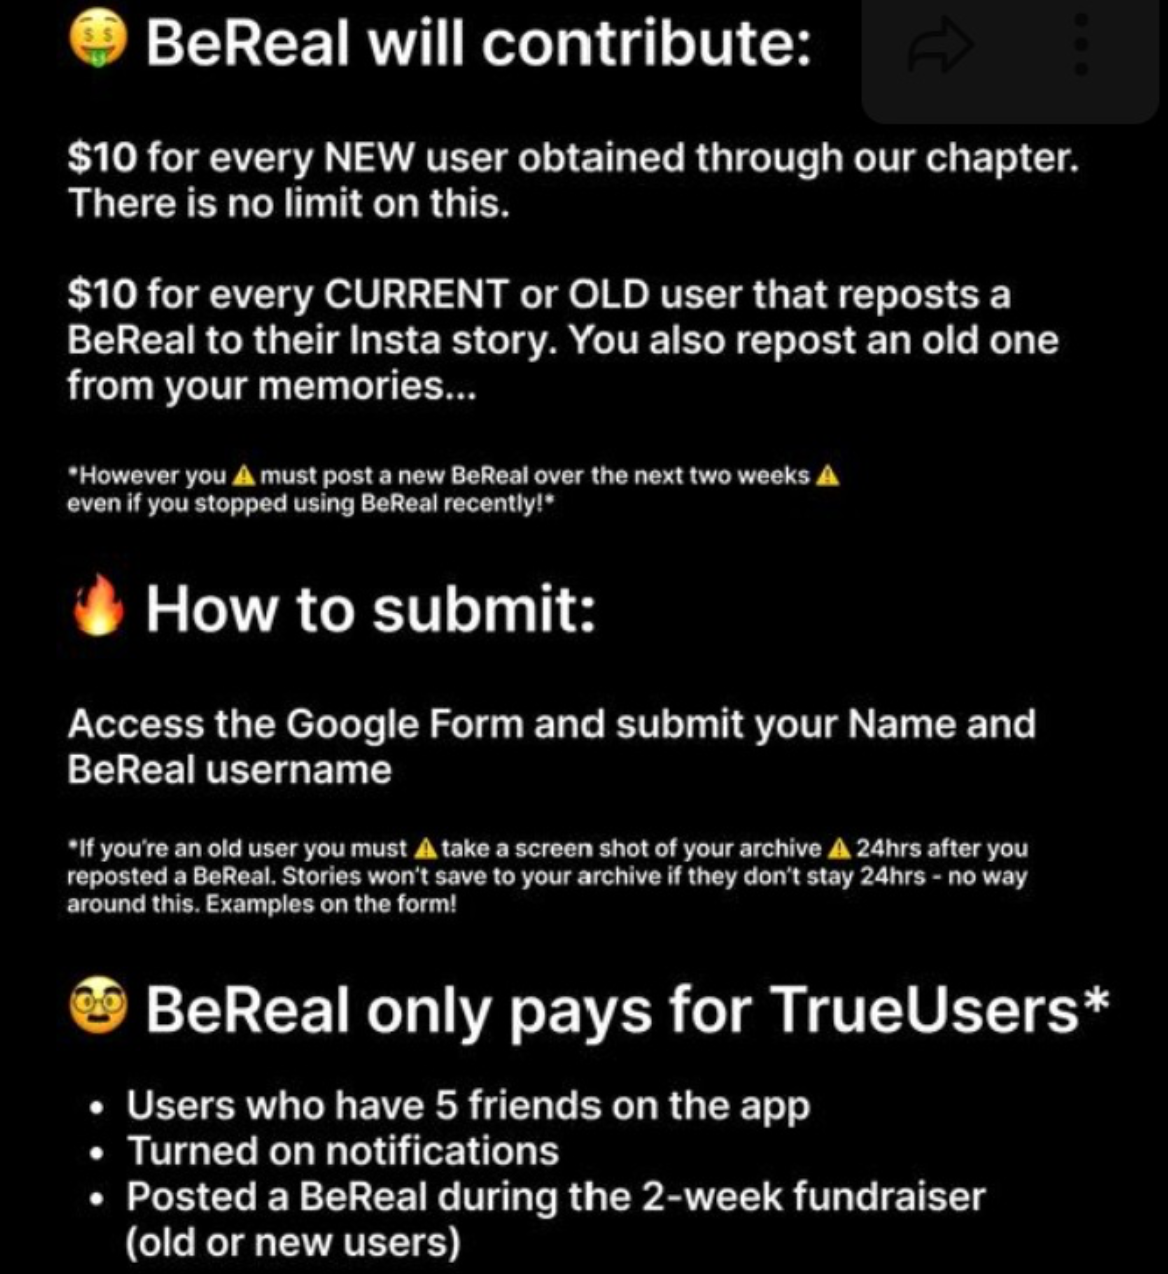 🤑 BeReal will contribute:
$10 for every NEW user obtained through our chapter.
There is no limit on this.
$10 for every CURRENT or OLD user that reposts a
BeReal to their Insta story. You also repost an old one
from your memories...
*However you ⚠️ must post a new BeReal over the next two weeks ⚠️
even if you stopped using BeReal recently!*
🔥 How to submit:
Access the Google Form and submit your Name and
BeReal username
*If you're an old user you must ⚠️ take a screen shot of your archive ⚠️ 24hrs after you
reposted a BeReal. Stories won't save to your archive if they don't stay 24hrs - no way
around this. Examples on the form!
🥸 BeReal only pays for TrueUsers*
• Users who have 5 friends on the app
• Turned on notifications
• Posted a BeReal during the 2-week fundraiser
(old or new users)